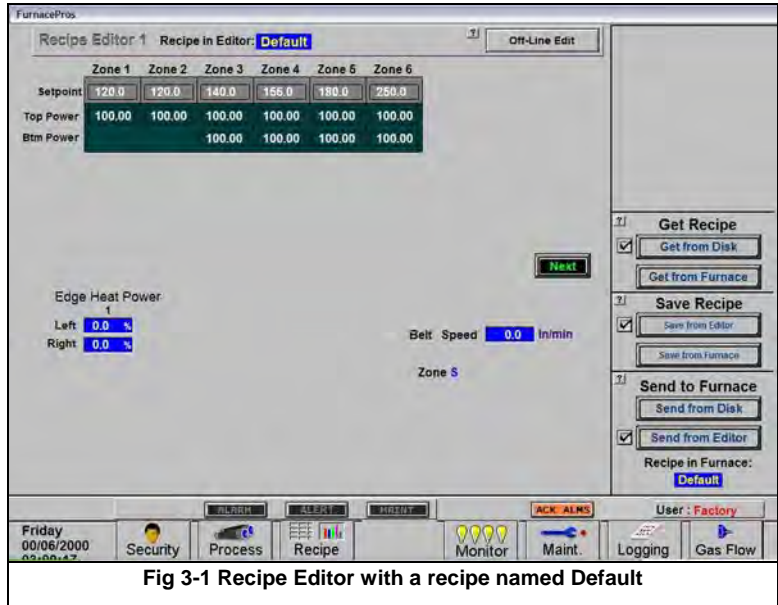 FurnacePros
Recipe Editor 1 Recipe in Editor: Default ? Off-Line Edit
Zone 1 Zone 2 Zone 3 Zone 4 Zone 5 Zone 6
Setpoint 120.0 120.0 140.0 155.0 180.0 250.0
Top Power 100.00 100.00 100.00 100.00 100.00 100.00
Btm Power 100.00 100.00 100.00 100.00
? Get Recipe
Get from Disk
Next
Get from Furnace
Edge Heat Power
1
Left 0.0 %
Right 0.0 %
Belt Speed 0.0 in/min
Zone S
? Save Recipe
Save from Editor
Save from Furnace
? Send to Furnace
Send from Disk
Send from Editor
Recipe in Furnace:
Default
ALARM ALERT MAINT ACK ALMS User : Factory
Friday
00/06/2000
Security Process Recipe Monitor Maint. Logging Gas Flow
Fig 3-1 Recipe Editor with a recipe named Default